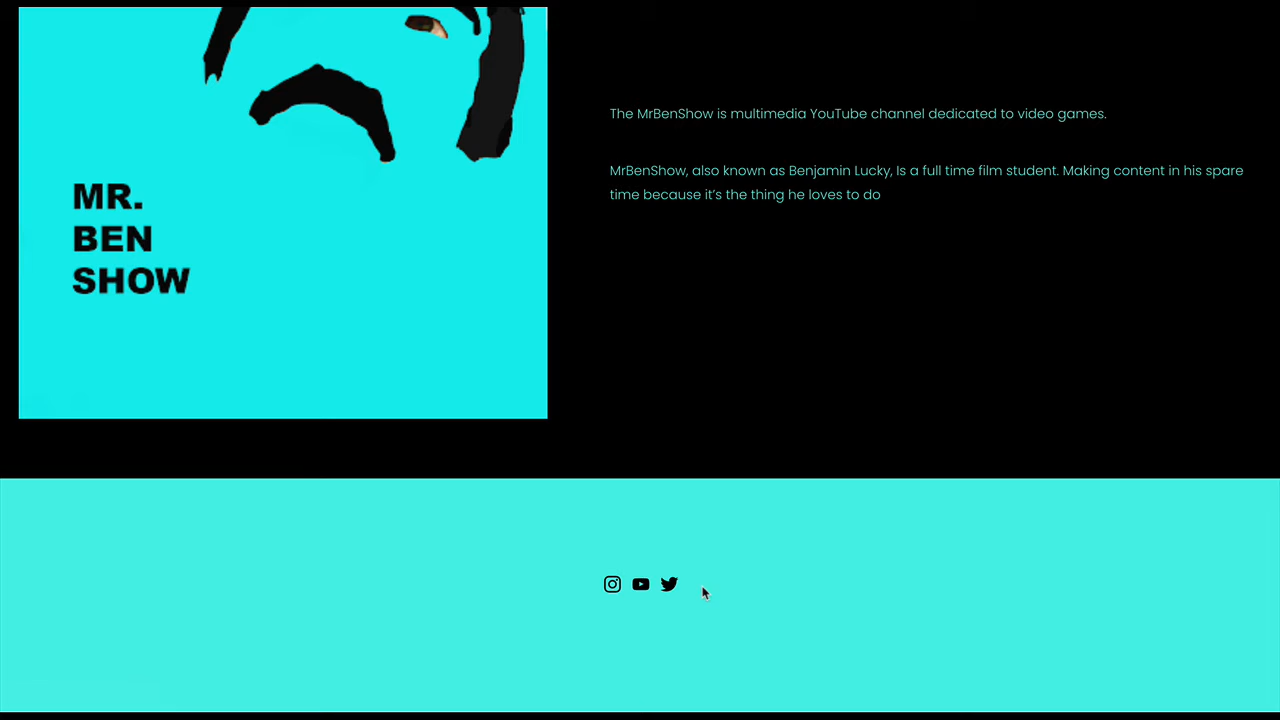 MR.
BEN
SHOW
The MrBenShow is multimedia YouTube channel dedicated to video games.
MrBenShow, also known as Benjamin Lucky, Is a full time film student. Making content in his spare
time because it’s the thing he loves to do